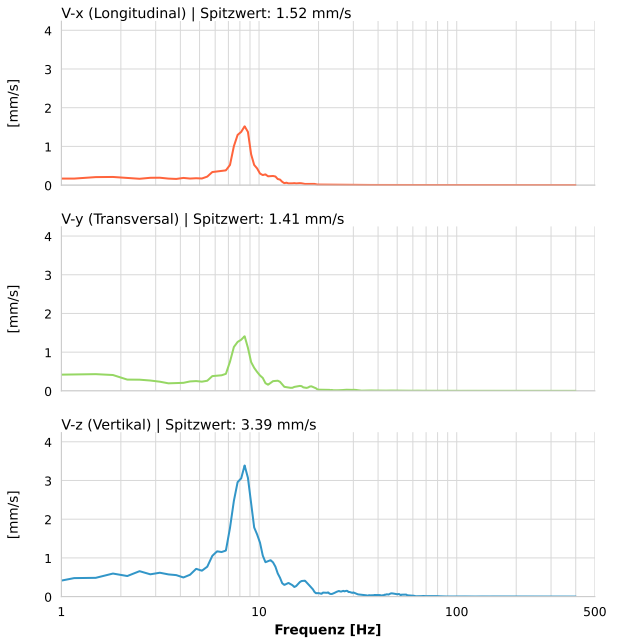 V-x (Longitudinal) | Spitzwert: 1.52 mm/s
4
3
[mm/s]
2
1
0
V-y (Transversal) | Spitzwert: 1.41 mm/s
4
3
[mm/s]
2
1
0
V-z (Vertikal) | Spitzwert: 3.39 mm/s
4
3
[mm/s]
2
1
0
1 10 100 500
Frequenz [Hz]